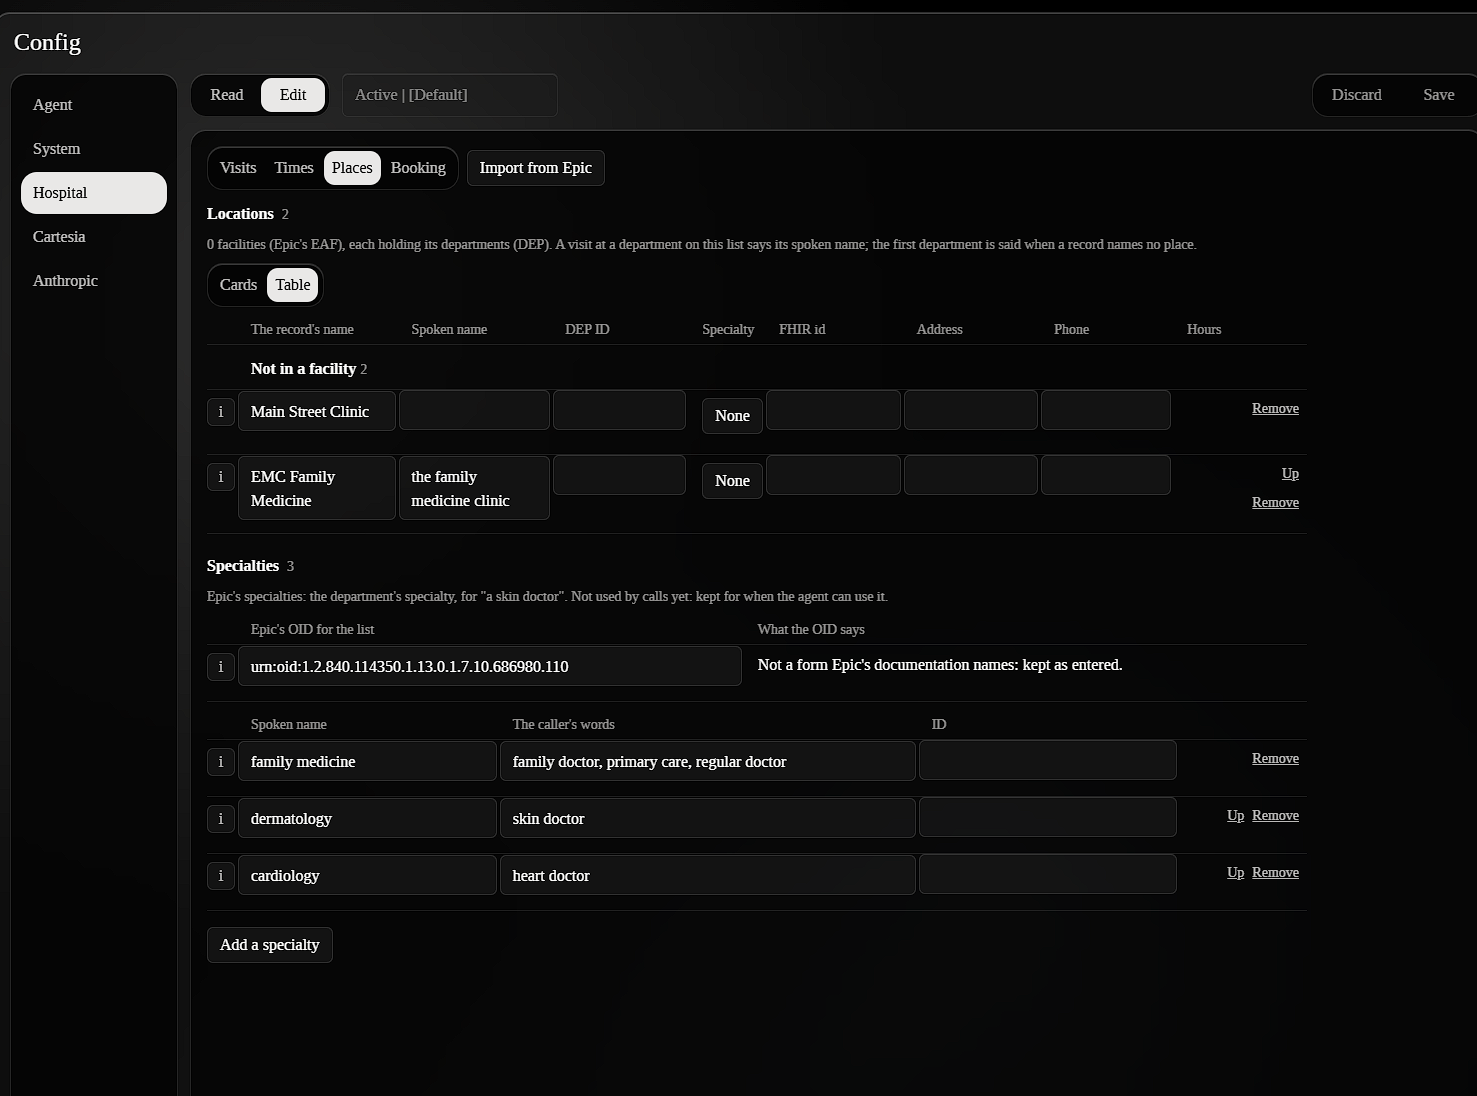 Config
Agent
System
Hospital
Cartesia
Anthropic
Read Edit Active | [Default] Discard Save
Visits Times Places Booking Import from Epic
Locations 2
0 facilities (Epic's EAF), each holding its departments (DEP). A visit at a department on this list says its spoken name; the first department is said when a record names no place.
Cards Table
The record's name Spoken name DEP ID Specialty FHIR id Address Phone Hours
Not in a facility 2
i Main Street Clinic None Remove
i EMC Family the family None Up
Medicine medicine clinic Remove
Specialties 3
Epic's specialties: the department's specialty, for "a skin doctor". Not used by calls yet: kept for when the agent can use it.
Epic's OID for the list What the OID says
i urn:oid:1.2.840.114350.1.13.0.1.7.10.686980.110 Not a form Epic's documentation names: kept as entered.
Spoken name The caller's words ID
i family medicine family doctor, primary care, regular doctor Remove
i dermatology skin doctor Up Remove
i cardiology heart doctor Up Remove
Add a specialty